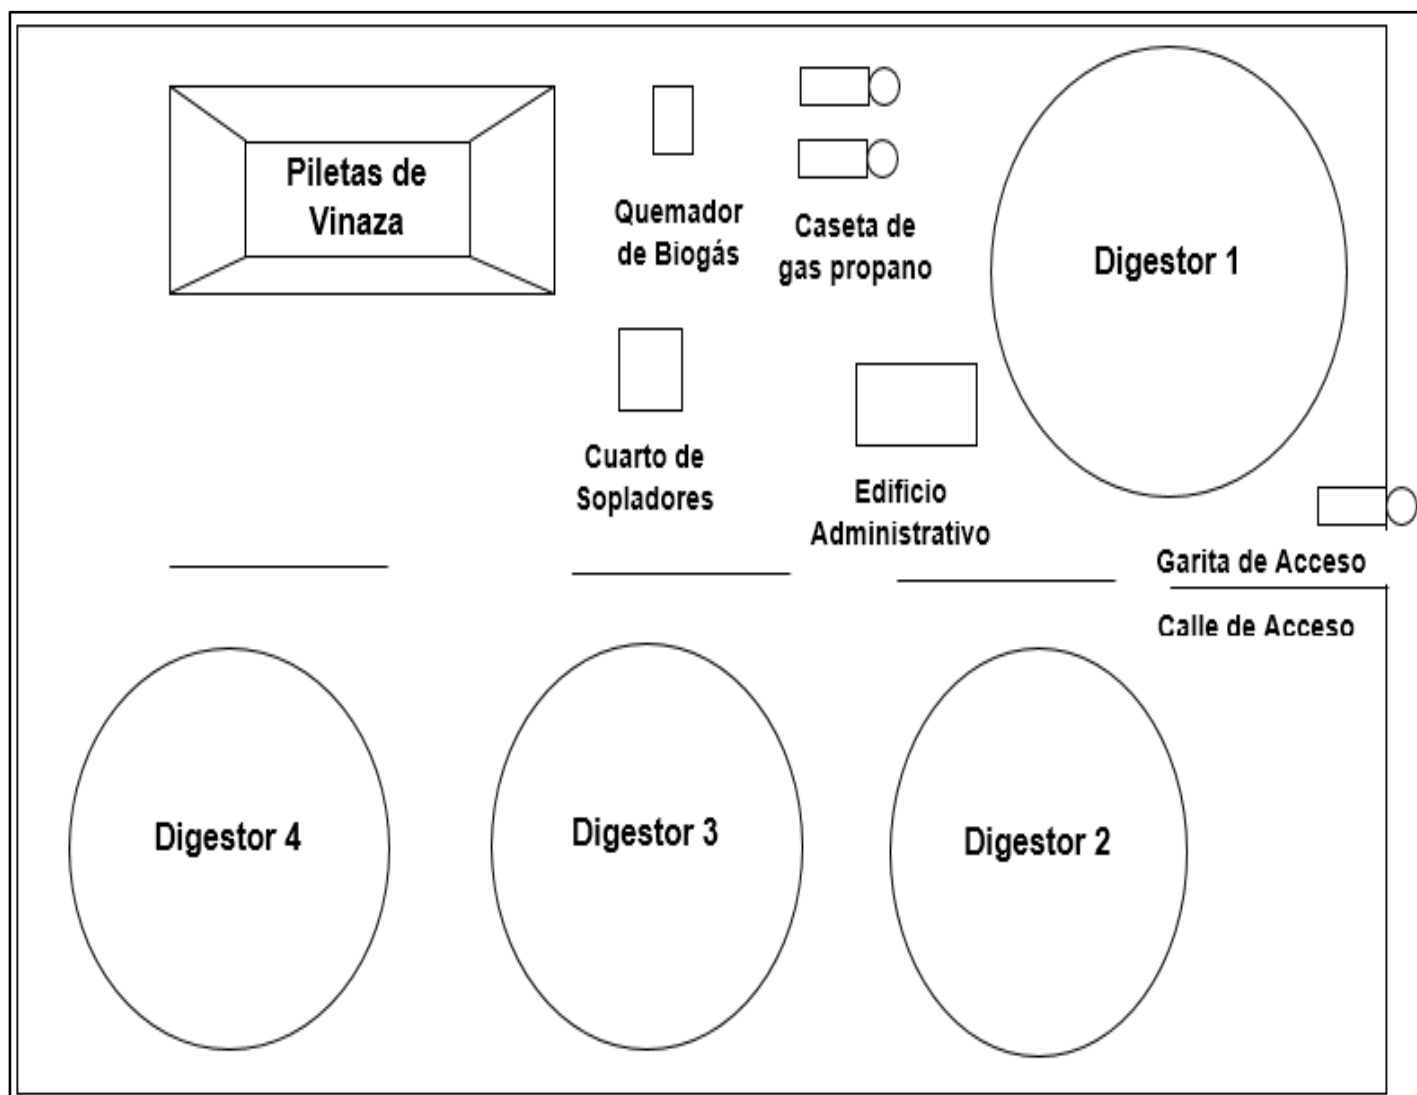 Piletas de
Vinaza
Quemador
de Biogás
Caseta de
gas propano
Digestor 1
Cuarto de
Sopladores
Edificio
Administrativo
Garita de Acceso
Calle de Acceso
Digestor 4
Digestor 3
Digestor 2